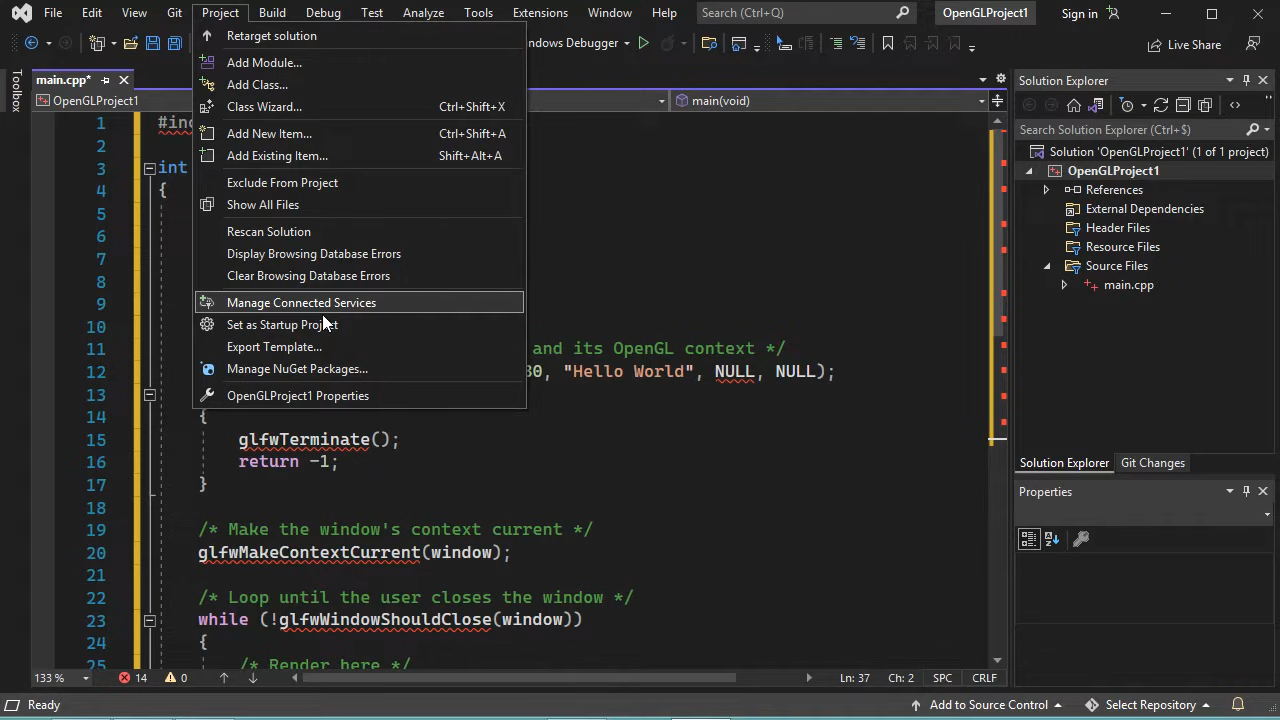 File Edit View Git Project Build Debug Test Analyze Tools Extensions Window Help Search (Ctrl+Q) OpenGLProject1 Sign in
ndows Debugger Live Share
Toolbox
main.cpp*
OpenGLProject1 main(void)
Retarget solution
Add Module...
Add Class...
Class Wizard... Ctrl+Shift+X
Add New Item... Ctrl+Shift+A
Add Existing Item... Shift+Alt+A
Exclude From Project
Show All Files
Rescan Solution
Display Browsing Database Errors
Clear Browsing Database Errors
Manage Connected Services
Set as Startup Project
Export Template...
Manage NuGet Packages...
OpenGLProject1 Properties
1 #inc
2
3 int
4 {
5
6
7
8
9
10
11 and its OpenGL context */
12 80, "Hello World", NULL, NULL);
13
14 {
15 glfwTerminate();
16 return -1;
17 }
18
19 /* Make the window's context current */
20 glfwMakeContextCurrent(window);
21
22 /* Loop until the user closes the window */
23 while (!glfwWindowShouldClose(window))
24 {
25 /* Render here */
133 % 14 0 Ln: 37 Ch: 2 SPC CRLF
Solution Explorer
Search Solution Explorer (Ctrl+$)
Solution 'OpenGLProject1' (1 of 1 project)
OpenGLProject1
References
External Dependencies
Header Files
Resource Files
Source Files
main.cpp
Solution Explorer Git Changes
Properties
Ready Add to Source Control Select Repository